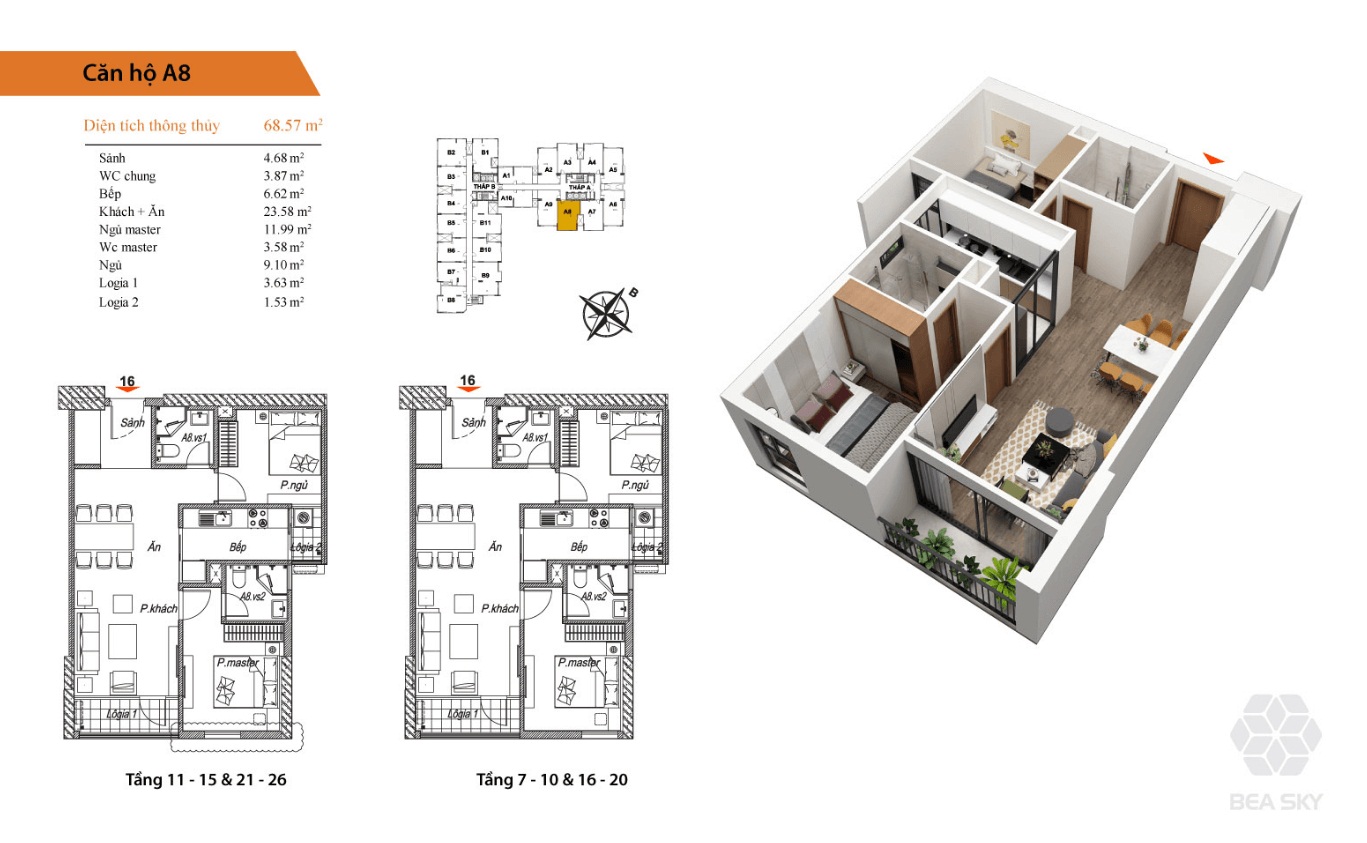 Căn hộ A8
Diện tích thông thủy 68.57 m²
Sảnh 4.68 m²
WC chung 3.87 m²
Bếp 6.62 m²
Khách + Ăn 23.58 m²
Ngủ master 11.99 m²
Wc master 3.58 m²
Ngủ 9.10 m²
Logia 1 3.63 m²
Logia 2 1.53 m²
B2 B1 A3 A4
B3 A1 A2 A5
THÁP B THÁP A
B4 A10 A9 A8 A7 A6
B5 B11
B6 B10
B7 B9
B8
B
16
Sảnh
A8.vs1
P.ngủ
Ăn
Bếp
Lôgia 2
A8.vs2
P.khách
P.master
Lôgia 1
Tầng 11 - 15 & 21 - 26
16
Sảnh
A8.vs1
P.ngủ
Ăn
Bếp
Lôgia 2
A8.vs2
P.khách
P.master
Lôgia 1
Tầng 7 - 10 & 16 - 20
BEA SKY